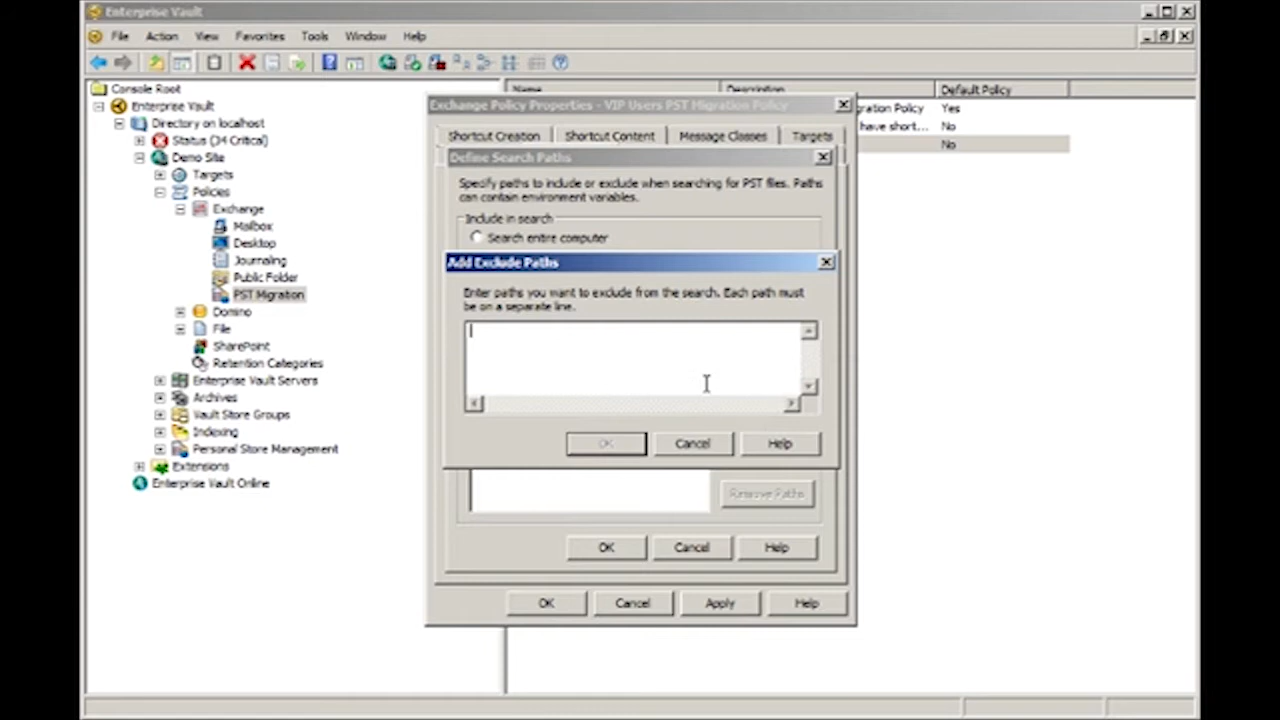 Enterprise Vault
File Action View Favorites Tools Window Help
Console Root
Enterprise Vault
Directory on localhost
Status (34 Critical)
Demo Site
Targets
Policies
Exchange
Mailbox
Desktop
Journaling
Public Folder
PST Migration
Domino
File
SharePoint
Retention Categories
Enterprise Vault Servers
Archives
Vault Store Groups
Indexing
Personal Store Management
Extensions
Enterprise Vault Online
Name Description Default Policy
gration Policy Yes
have short... No
No
Exchange Policy Properties - VIP Users PST Migration Policy
Shortcut Creation Shortcut Content Message Classes Targets
Define Search Paths
Specify paths to include or exclude when searching for PST files. Paths
can contain environment variables.
Include in search
Search entire computer
Add Exclude Paths
Enter paths you want to exclude from the search. Each path must
be on a separate line.
OK Cancel Help
Remove Paths
OK Cancel Help
OK Cancel Apply Help